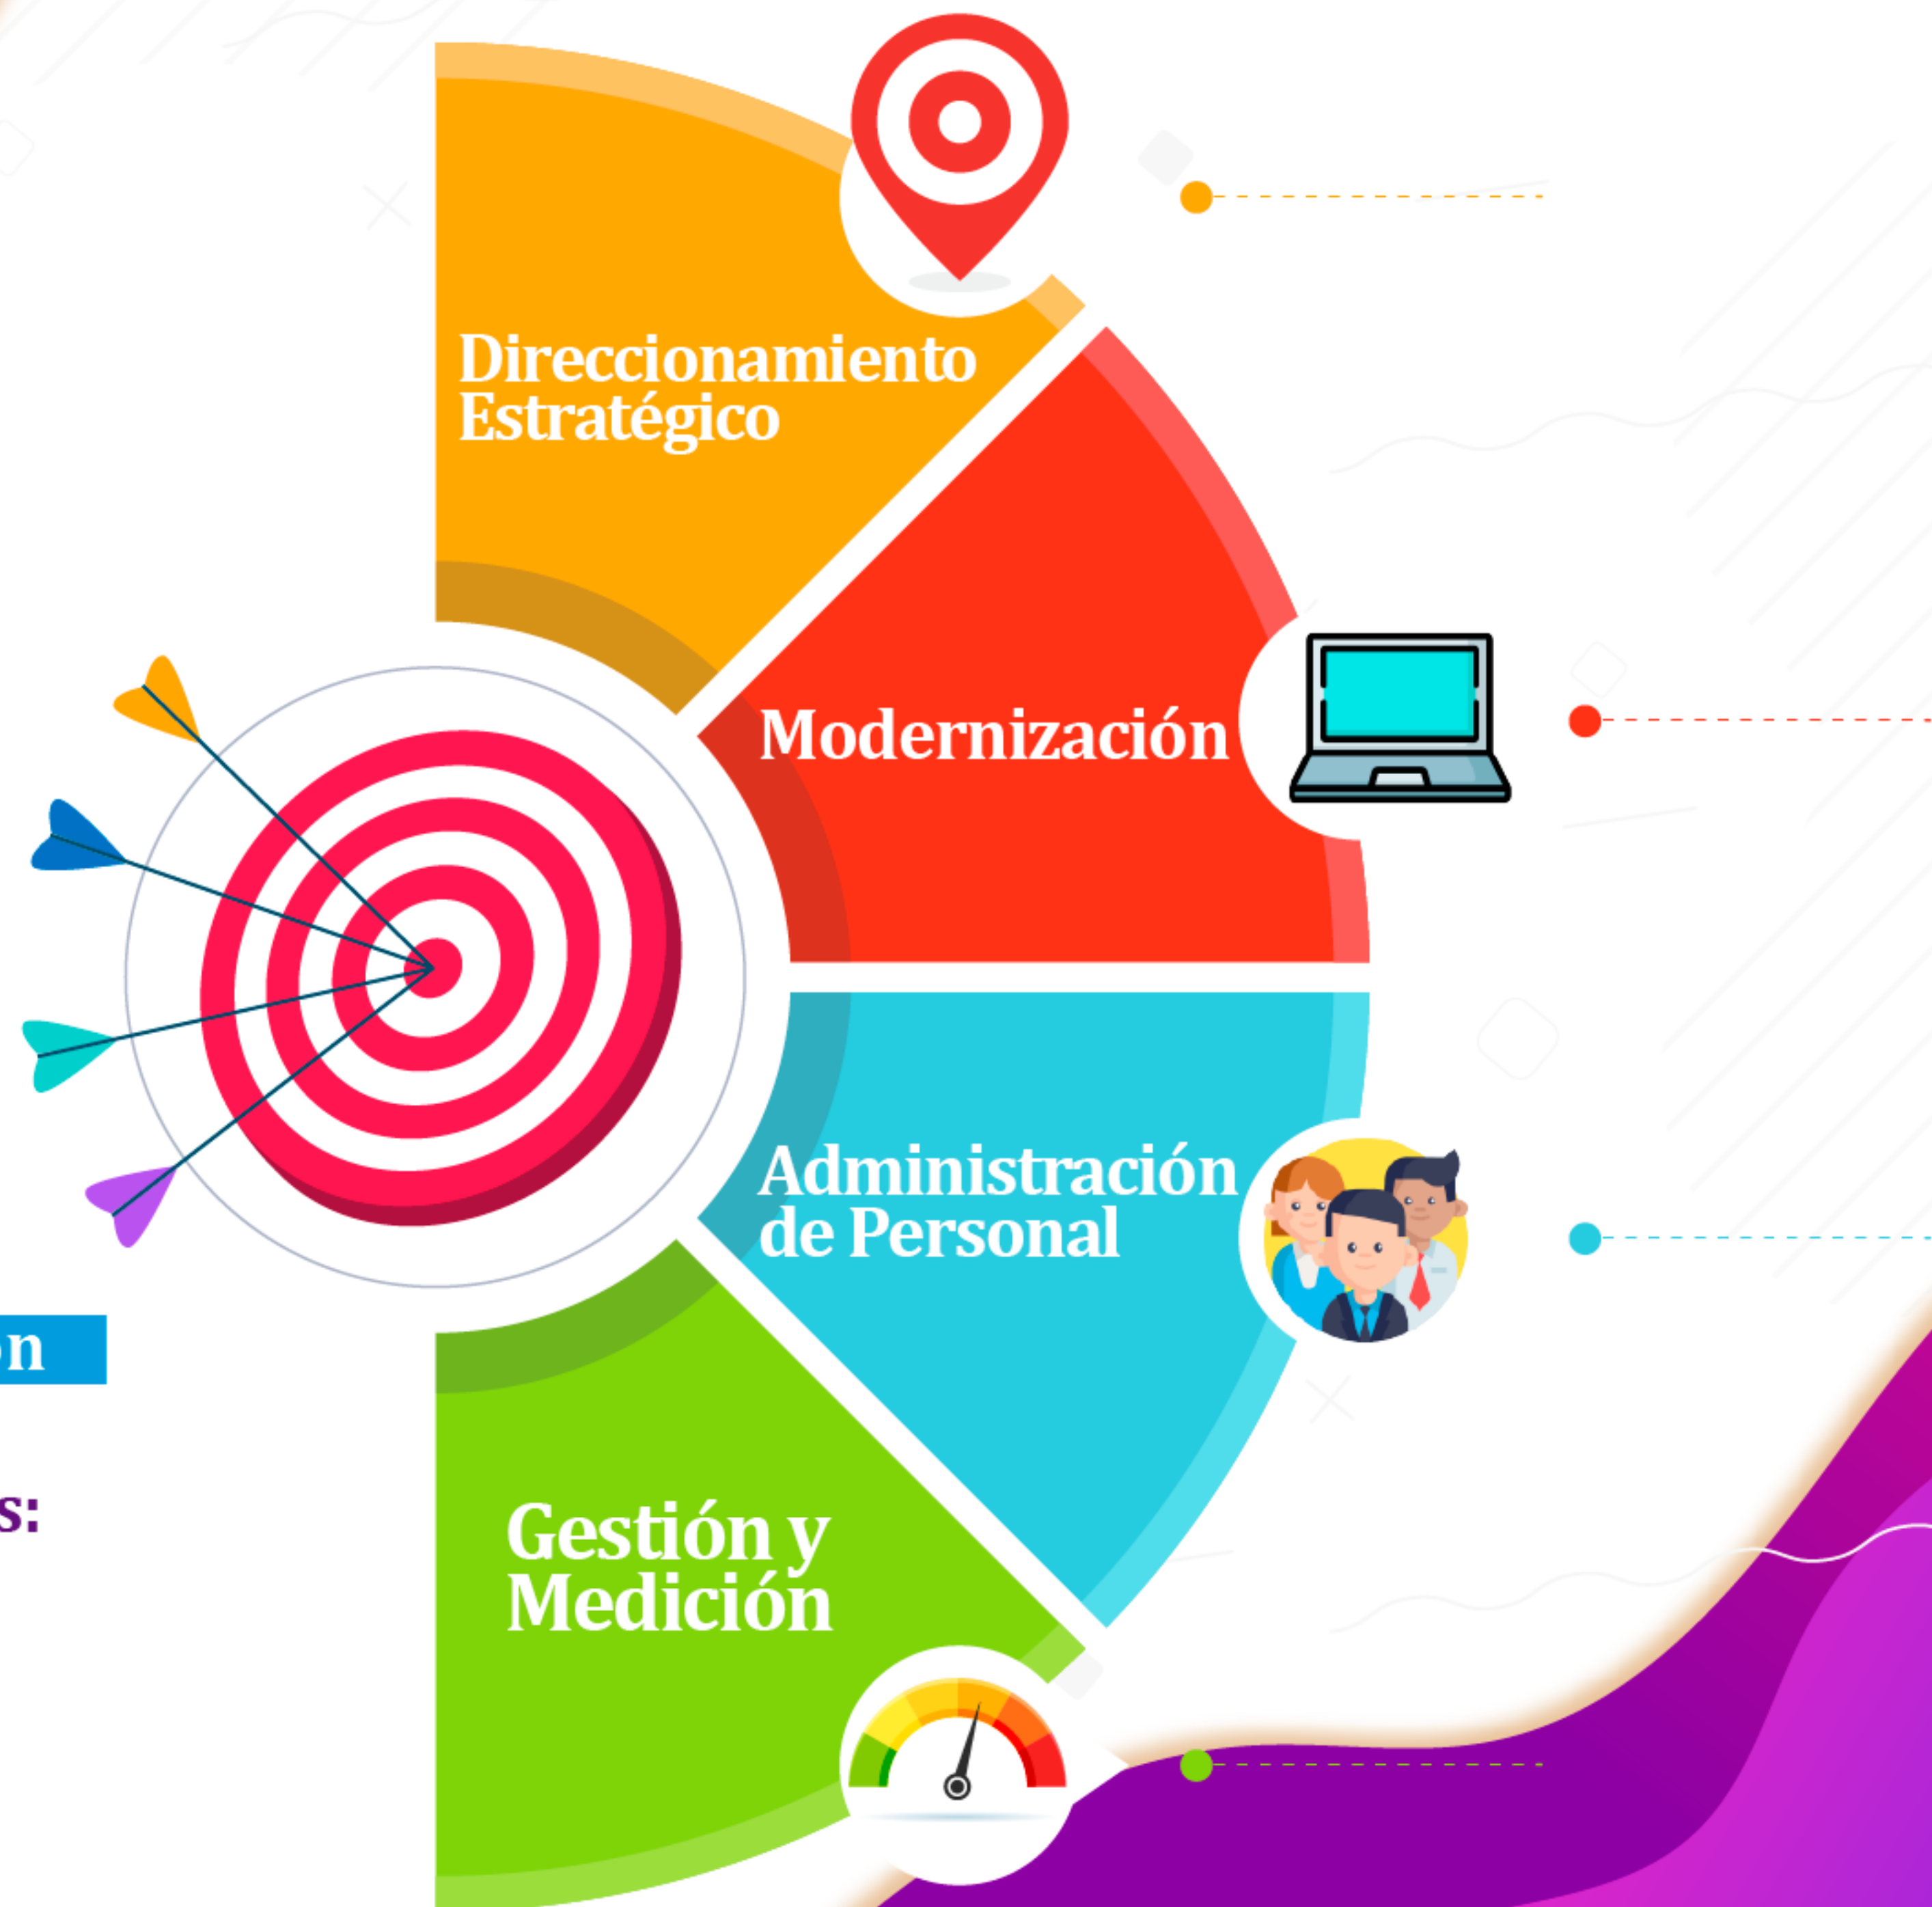 Direccionamiento
Estratégico
Modernización
Administración
de Personal
Gestión y
Medición